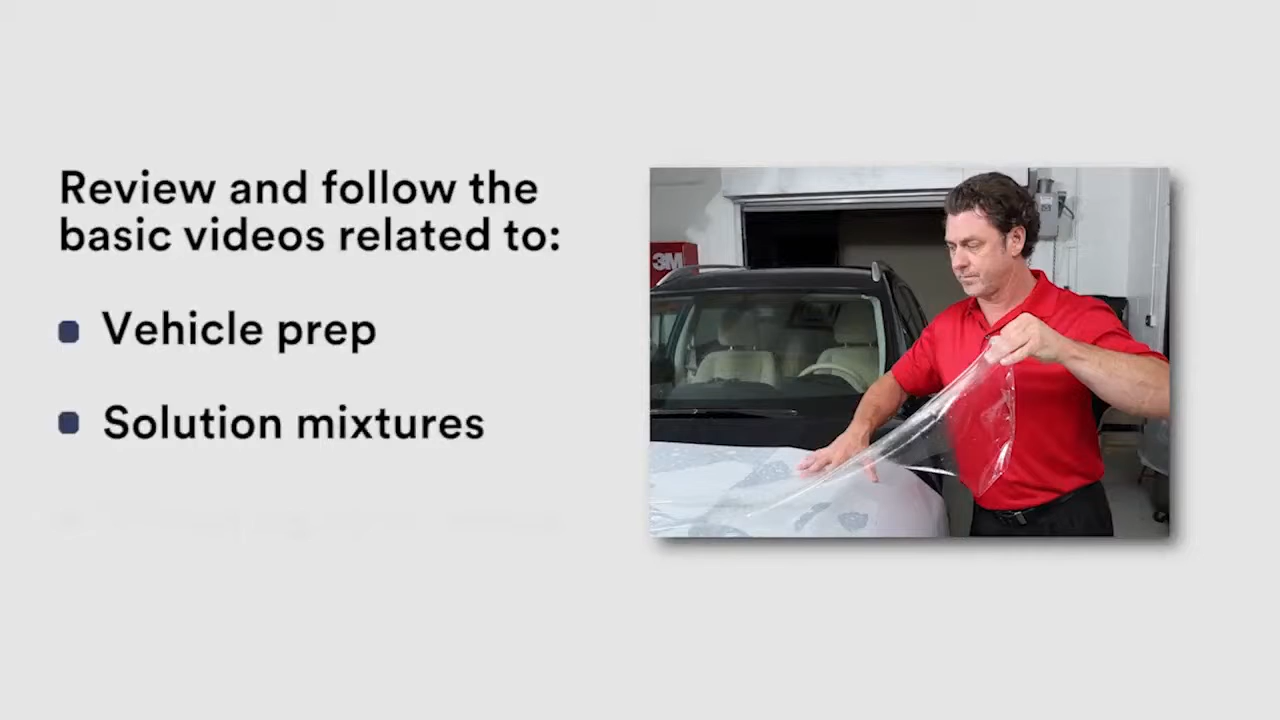 Review and follow the
basic videos related to:
Vehicle prep
Solution mixtures
3M